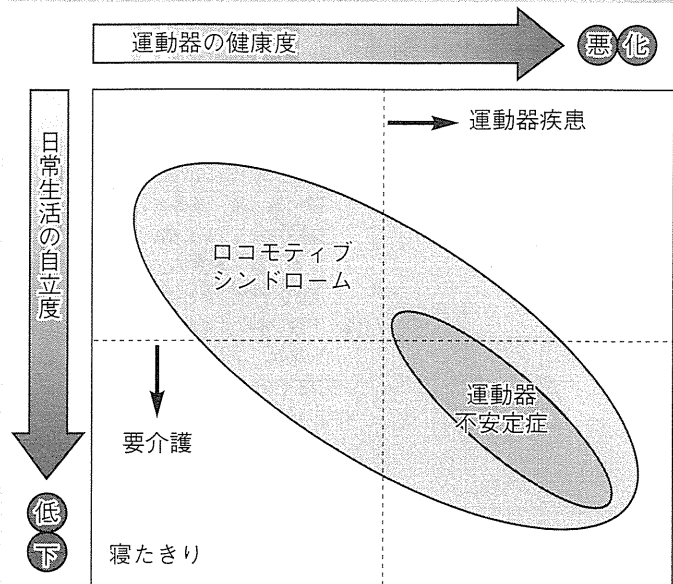 運動器の健康度
悪化
日常生活の自立度
低下
運動器疾患
ロコモティブ
シンドローム
運動器
不安定症
要介護
寝たきり